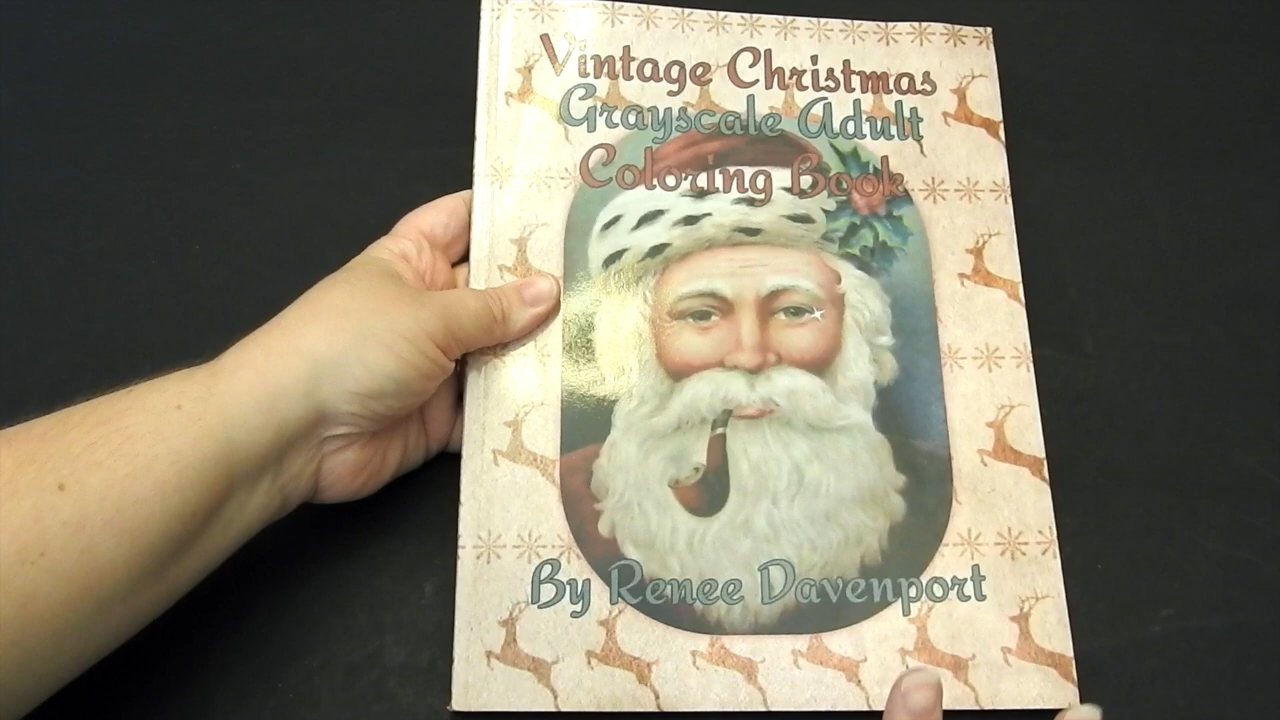 Vintage Christmas
Grayscale Adult
Coloring Book
By Renee Davenport